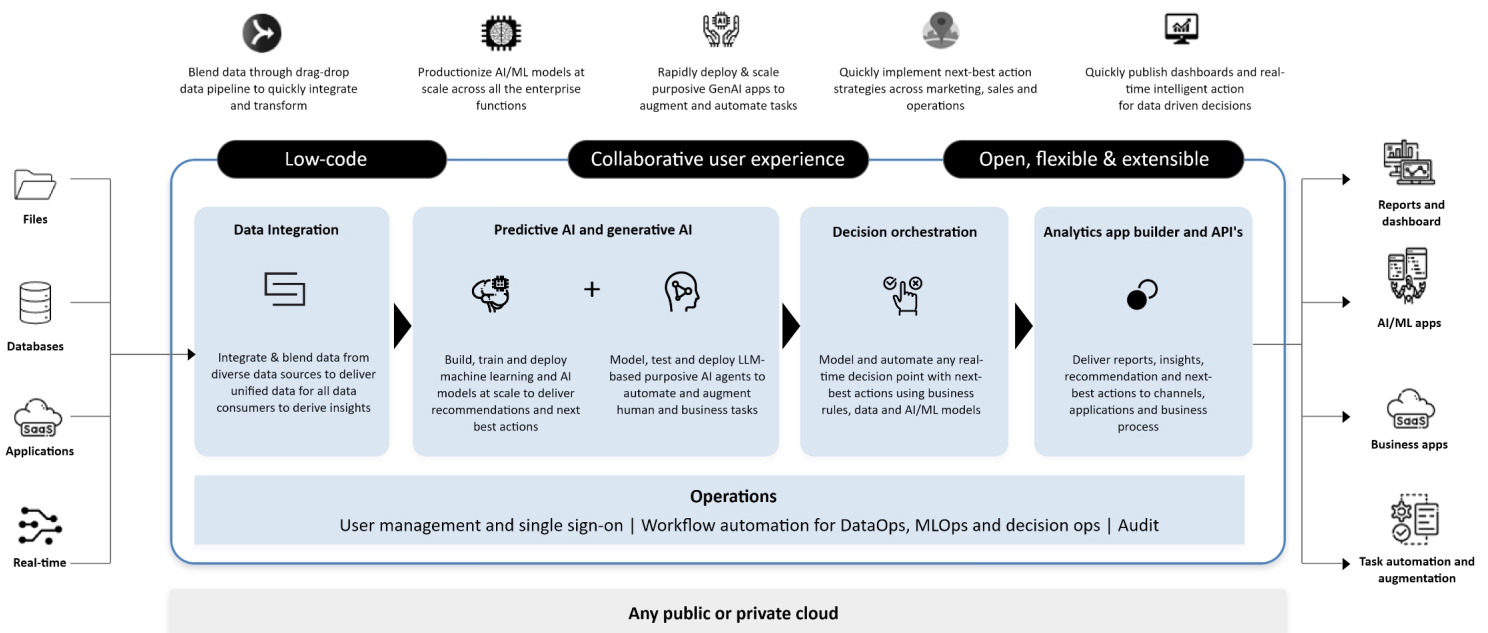 Blend data through drag-drop
data pipeline to quickly integrate
and transform
Productionize AI/ML models at
scale across all the enterprise
functions
AI
Rapidly deploy & scale
purposive GenAI apps to
augment and automate tasks
Quickly implement next-best action
strategies across marketing, sales and
operations
Quickly publish dashboards and real-
time intelligent action
for data driven decisions
Low-code
Collaborative user experience
Open, flexible & extensible
Files
Databases
SaaS
Applications
Real-time
Data Integration
Integrate & blend data from
diverse data sources to deliver
unified data for all data
consumers to derive insights
Predictive AI and generative AI
+
Build, train and deploy
machine learning and AI
models at scale to deliver
recommendations and next
best actions
Model, test and deploy LLM-
based purposive AI agents to
automate and augment
human and business tasks
Decision orchestration
Model and automate any real-
time decision point with next-
best actions using business
rules, data and AI/ML models
Analytics app builder and API's
Deliver reports, insights,
recommendation and next-
best actions to channels,
applications and business
process
Operations
User management and single sign-on | Workflow automation for DataOps, MLOps and decision ops | Audit
Reports and
dashboard
AI/ML apps
SaaS
Business apps
Task automation and
augmentation
Any public or private cloud